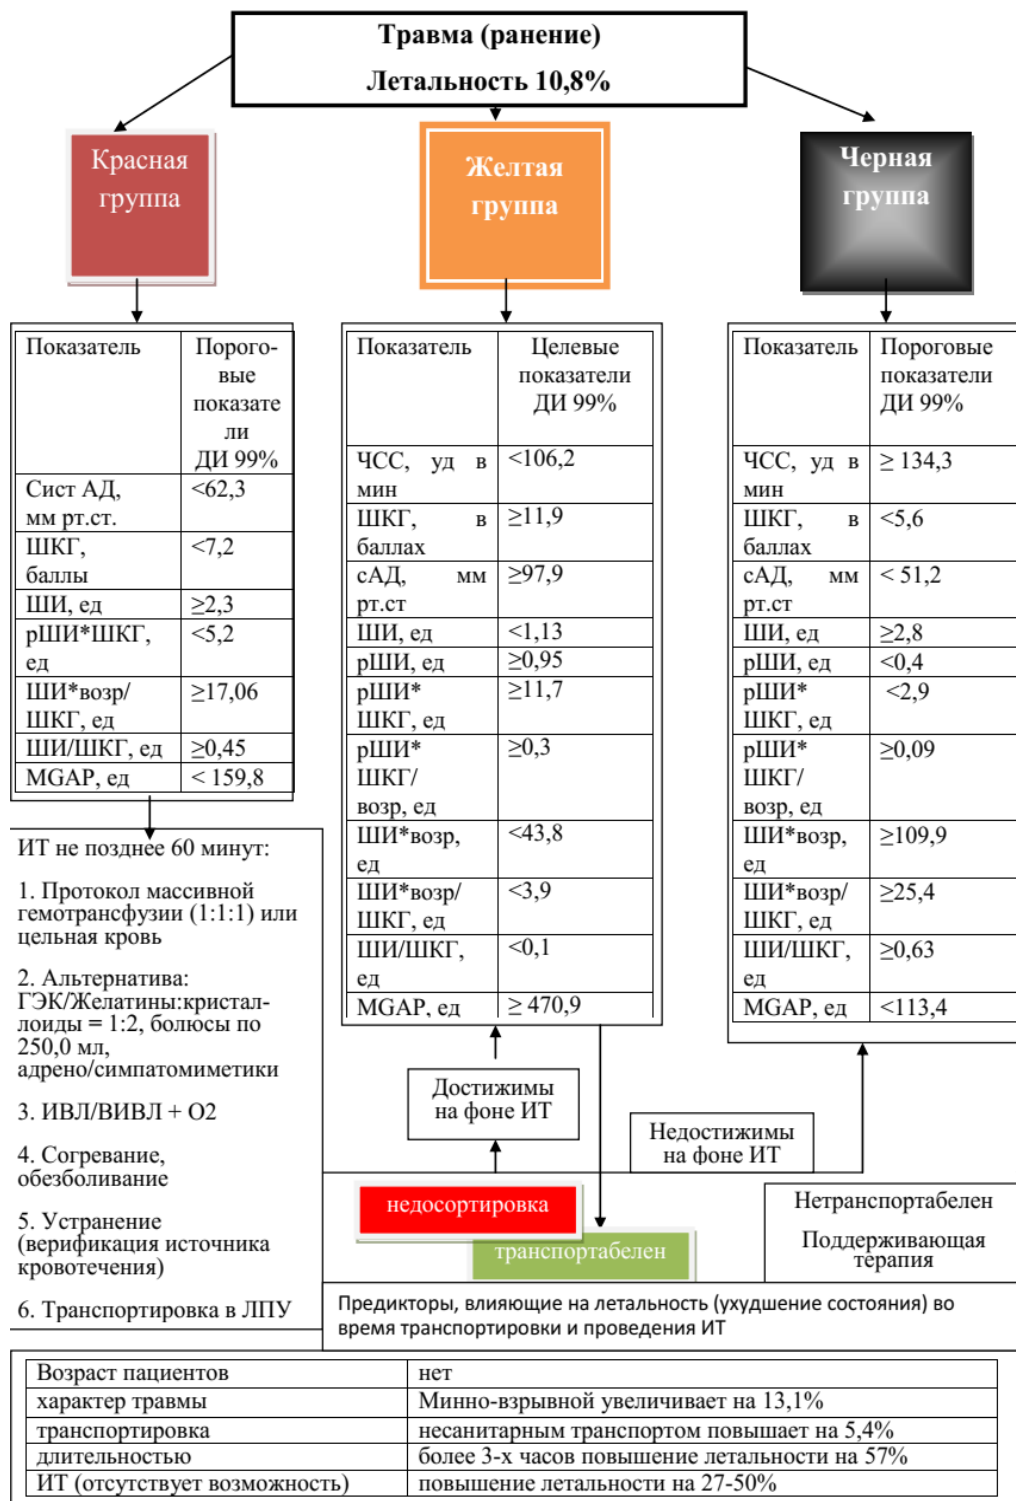 Травма (ранение)
Летальность 10,8%
Красная
группа
Желтая
группа
Черная
группа
Показатель
Порого-
вые
показате
ли
ДИ 99%
Сист АД,
мм рт.ст.
<62,3
ШКГ,
баллы
<7,2
ШИ, ед
≥2,3
рШИ*ШКГ,
ед
<5,2
ШИ*возр/
ШКГ, ед
≥17,06
ШИ/ШКГ, ед
≥0,45
MGAP, ед
< 159,8
ИТ не позднее 60 минут:
1. Протокол массивной
гемотрансфузии (1:1:1) или
цельная кровь
2. Альтернатива:
ГЭК/Желатины:кристал-
лоиды = 1:2, болюсы по
250,0 мл,
адрено/симпатомиметики
3. ИВЛ/ВИВЛ + О2
4. Согревание,
обезболивание
5. Устранение
(верификация источника
кровотечения)
6. Транспортировка в ЛПУ
Показатель
Целевые
показатели
ДИ 99%
ЧСС, уд в
мин
<106,2
ШКГ, в
баллах
≥11,9
сАД, мм
рт.ст
≥97,9
ШИ, ед
<1,13
рШИ, ед
≥0,95
рШИ*
ШКГ, ед
≥11,7
рШИ*
ШКГ/
возр, ед
≥0,3
ШИ*возр,
ед
<43,8
ШИ*возр/
ШКГ, ед
<3,9
ШИ/ШКГ,
ед
<0,1
MGAP, ед
≥ 470,9
Показатель
Пороговые
показатели
ДИ 99%
ЧСС, уд в
мин
≥ 134,3
ШКГ, в
баллах
<5,6
сАД, мм
рт.ст
< 51,2
ШИ, ед
≥2,8
рШИ, ед
<0,4
рШИ*
ШКГ, ед
<2,9
рШИ*
ШКГ/
возр, ед
≥0,09
ШИ*возр,
ед
≥109,9
ШИ*возр/
ШКГ, ед
≥25,4
ШИ/ШКГ,
ед
≥0,63
MGAP, ед
<113,4
Достижимы
на фоне ИТ
Недостижимы
на фоне ИТ
недосортировка
транспортабелен
Нетранспортабелен
Поддерживающая
терапия
Предикторы, влияющие на летальность (ухудшение состояния) во
время транспортировки и проведения ИТ
Возраст пациентов
нет
характер травмы
Минно-взрывной увеличивает на 13,1%
транспортировка
несанитарным транспортом повышает на 5,4%
длительностью
более 3-х часов повышение летальности на 57%
ИТ (отсутствует возможность)
повышение летальности на 27-50%